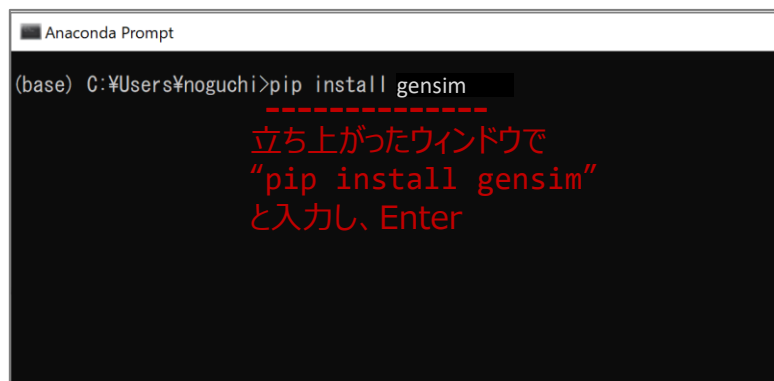 Anaconda Prompt
(base) C:¥Users¥noguchi>pip install gensim
立ち上がったウィンドウで
“pip install gensim”
と入力し、Enter